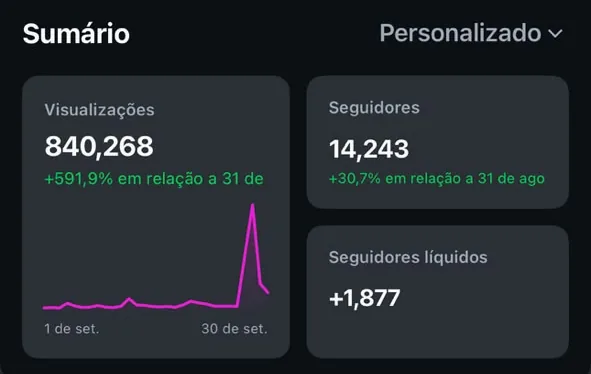 Sumário
Personalizado
Visualizações
840,268
+591,9% em relação a 31 de
1 de set.
30 de set.
Seguidores
14,243
+30,7% em relação a 31 de ago
Seguidores líquidos
+1,877